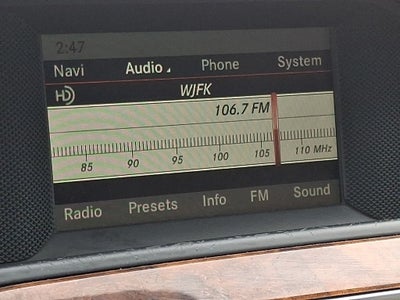 2:47
Navi Audio Phone System
HD WJFK
106.7 FM
85 90 95 100 105 110 MHz
Radio Presets Info FM Sound